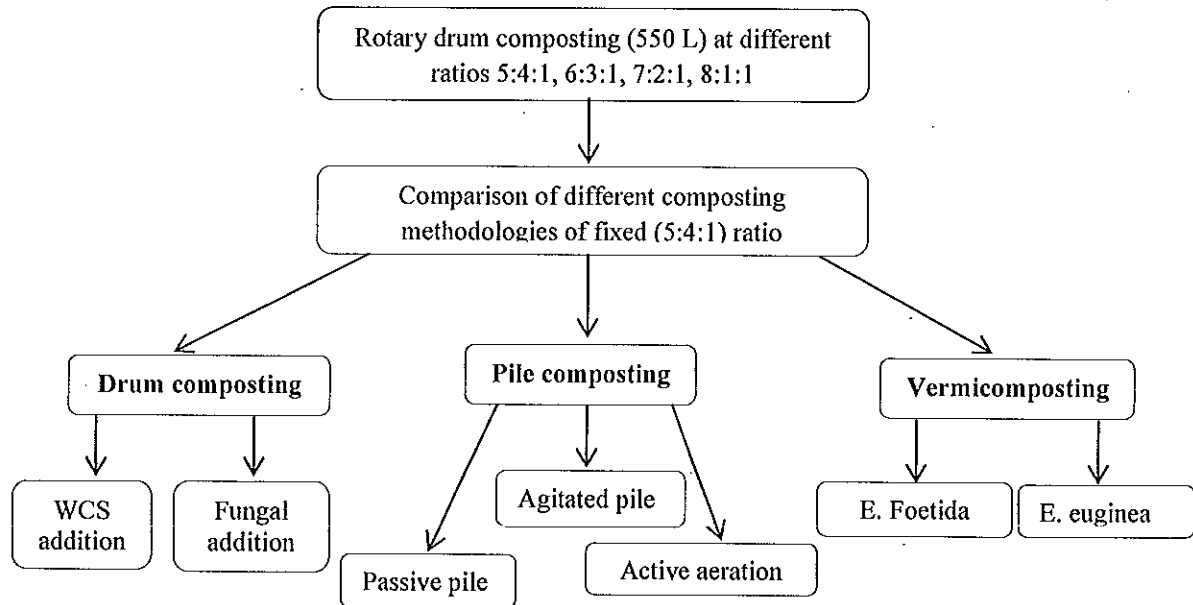 Rotary drum composting (550 L) at different
ratios 5:4:1, 6:3:1, 7:2:1, 8:1:1
Comparison of different composting
methodologies of fixed (5:4:1) ratio
Drum composting
Pile composting
Vermicomposting
WCS
addition
Fungal
addition
Agitated pile
E. Foetida
E. euginea
Passive pile
Active aeration